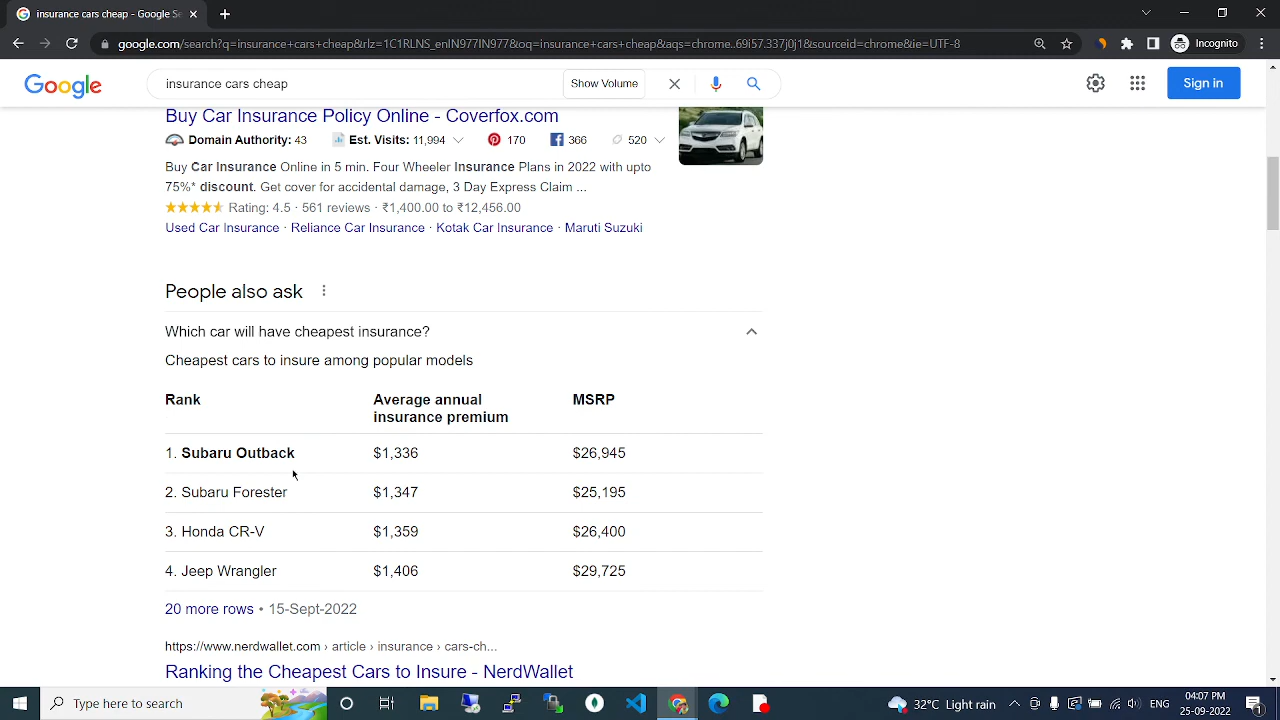 insurance cars cheap - Google Se
google.com/search?q=insurance+cars+cheap&rlz=1C1RLNS_enIN977IN977&oq=insurance+cars+cheap&aqs=chrome..69i57.337j0j1&sourceid=chrome&ie=UTF-8
Incognito
Google
insurance cars cheap
Show Volume
Sign in
Buy Car Insurance Policy Online - Coverfox.com
Domain Authority: 43 Est. Visits: 11,994 170 366 520
Buy Car Insurance Online in 5 min. Four Wheeler Insurance Plans in 2022 with upto
75%* discount. Get cover for accidental damage, 3 Day Express Claim ...
Rating: 4.5 · 561 reviews · ₹1,400.00 to ₹12,456.00
Used Car Insurance · Reliance Car Insurance · Kotak Car Insurance · Maruti Suzuki
People also ask
Which car will have cheapest insurance?
Cheapest cars to insure among popular models
Rank Average annual insurance premium MSRP
1. Subaru Outback $1,336 $26,945
2. Subaru Forester $1,347 $25,195
3. Honda CR-V $1,359 $26,400
4. Jeep Wrangler $1,406 $29,725
20 more rows • 15-Sept-2022
https://www.nerdwallet.com › article › insurance › cars-ch...
Ranking the Cheapest Cars to Insure - NerdWallet
Type here to search
32°C Light rain
ENG
04:07 PM
25-09-2022